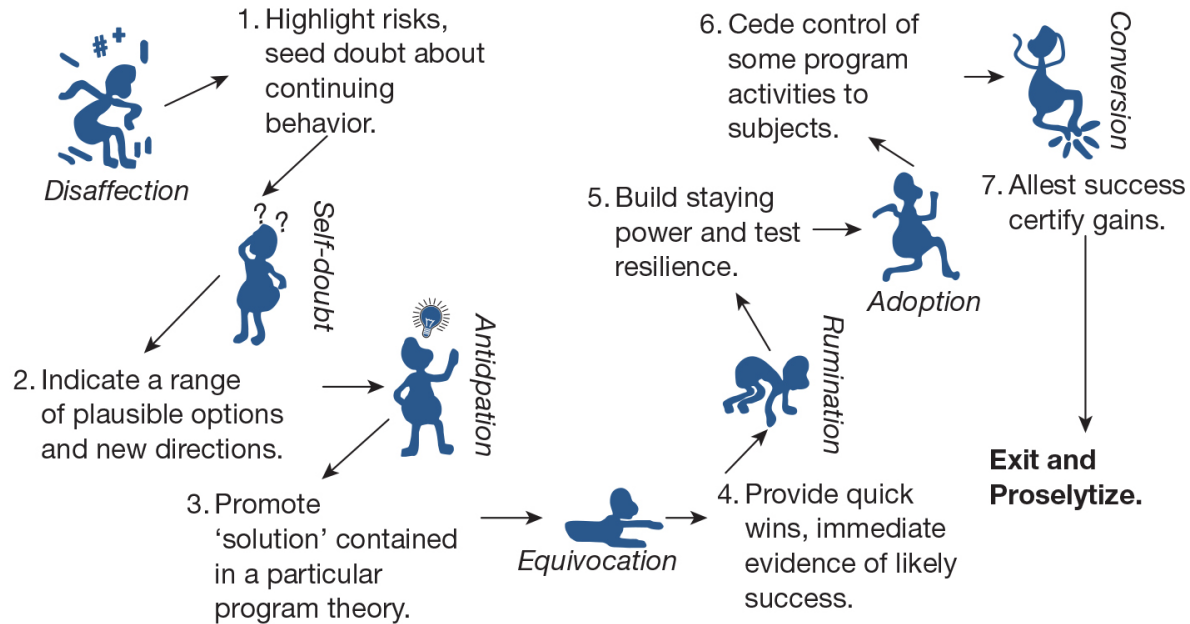 Disaffection
1. Highlight risks,
seed doubt about
continuing
behavior.
? ?
Self-doubt
2. Indicate a range
of plausible options
and new directions.
Antidpation
3. Promote
‘solution’ contained
in a particular
program theory.
Equivocation
4. Provide quick
wins, immediate
evidence of likely
success.
Rumination
5. Build staying
power and test
resilience.
Adoption
6. Cede control of
some program
activities to
subjects.
Conversion
7. Allest success
certify gains.
Exit and
Proselytize.